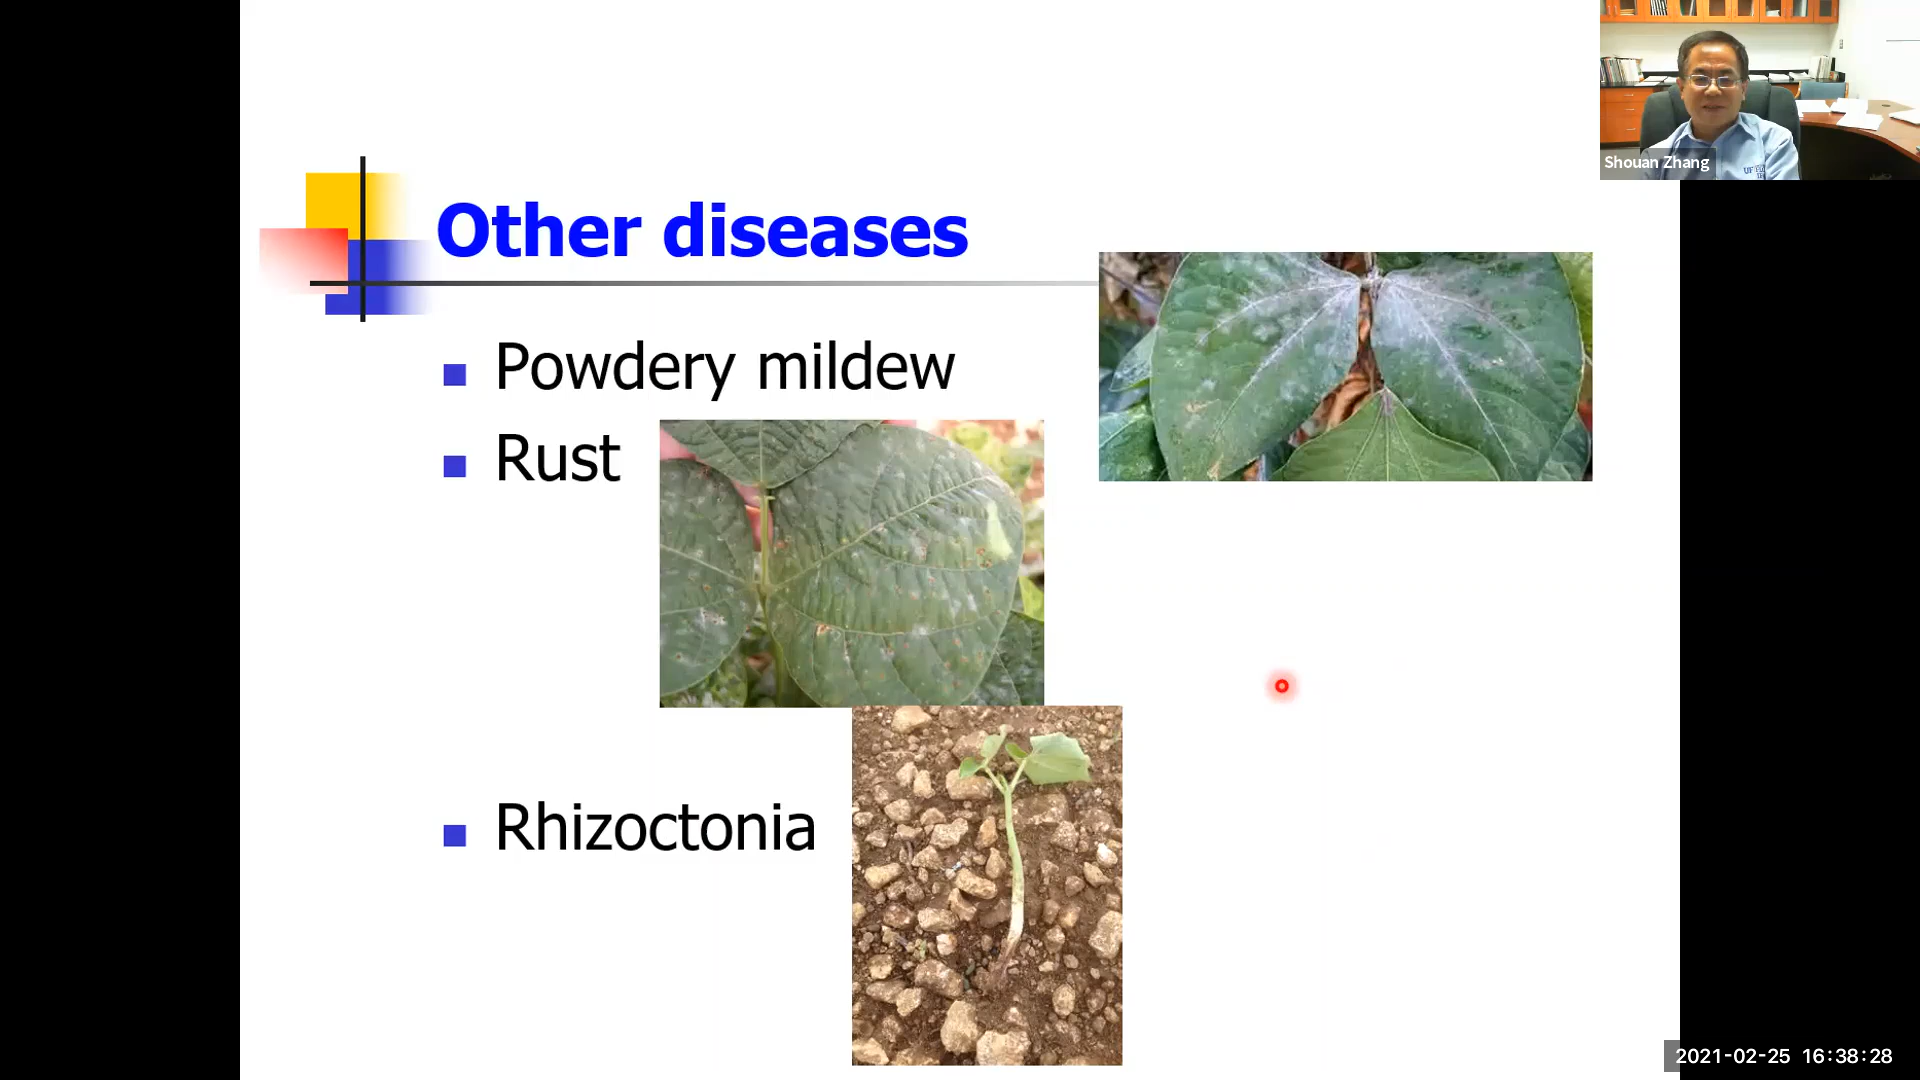 Shouan Zhang
Other diseases
Powdery mildew
Rust
Rhizoctonia
2021-02-25 16:38:28